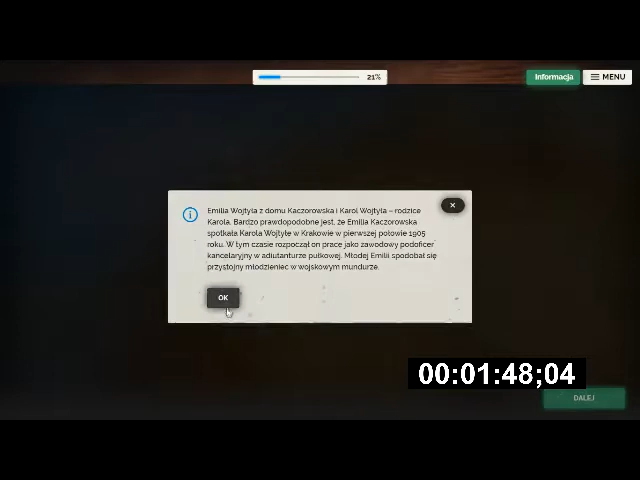 21%
Informacja
MENU
Emilia Wojtyła z domu Kaczorowska i Karol Wojtyła – rodzice
Karola. Bardzo prawdopodobne jest, że Emilia Kaczorowska
spotkała Karola Wojtyłę w Krakowie w pierwszej połowie 1905
roku. W tym czasie rozpoczął on pracę jako zawodowy podoficer
kancelaryjny w adiutanturze pułkowej. Młodej Emilii spodobał się
przystojny młodzieniec w wojskowym mundurze.
OK
00:01:48;04
DALEJ